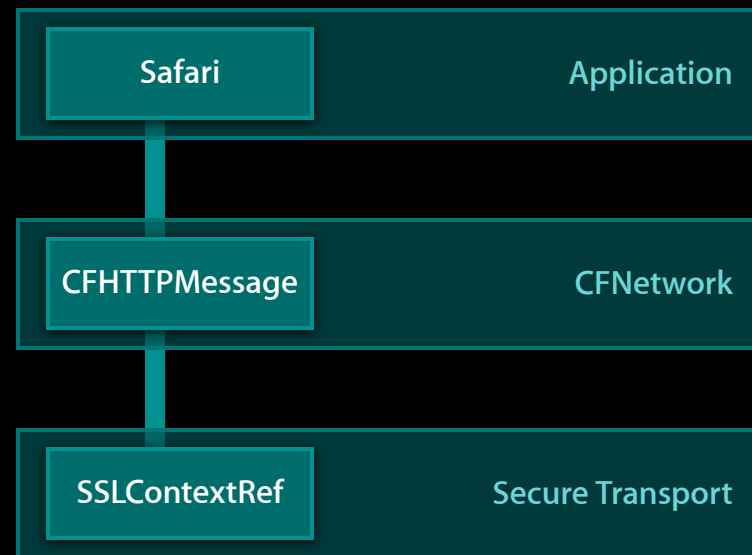 Safari
Application
CFHTTPMessage
CFNetwork
SSLContextRef
Secure Transport